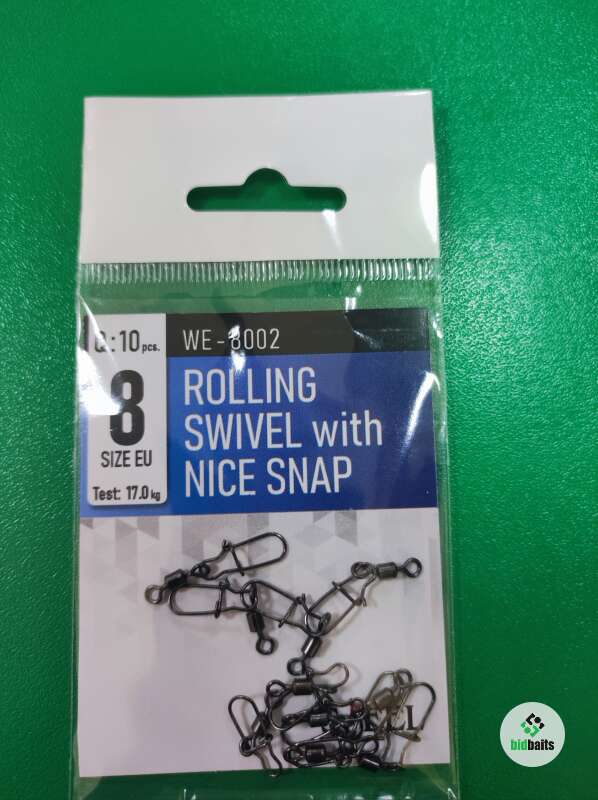 Q:10 pcs.
WE-8002
8
SIZE EU
Test: 17.0 kg
ROLLING
SWIVEL with
NICE SNAP
bidbaits